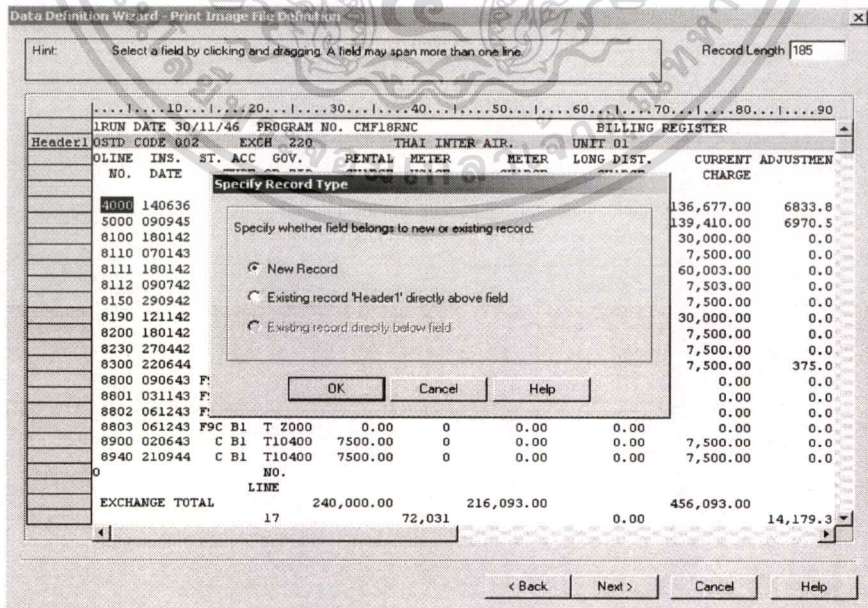 Data Definition Wizard - Print Image File Definition
Hint: Select a field by clicking and dragging. A field may span more than one line. Record Length 185
....|....10...|....20...|....30...|....40...|....50...|....60...|....70...|....80...|....90
1RUN DATE 30/11/46 PROGRAM NO. CMF18RNC BILLING REGISTER
Header1 0STD CODE 002 EXCH 220 THAI INTER AIR. UNIT 01
0LINE INS. ST. ACC GOV. RENTAL METER METER LONG DIST. CURRENT ADJUSTMEN
NO. DATE CHARGE
Specify Record Type
4000 140636 136,677.00 6833.8
5000 090945 139,410.00 6970.5
Specify whether field belongs to new or existing record:
8100 180142 30,000.00 0.0
8110 070143 7,500.00 0.0
8111 180142 60,003.00 0.0
New Record
8112 090742 7,503.00 0.0
8150 290942 7,500.00 0.0
Existing record 'Header1' directly above field
8190 121142 30,000.00 0.0
8200 180142 7,500.00 0.0
Existing record directly below field
8230 270442 7,500.00 0.0
8300 220644 7,500.00 375.0
8800 090643 0.00 0.0
OK Cancel Help
8801 031143 0.00 0.0
8802 061243 0.00 0.0
8803 061243 F9C B1 T 2000 0.00 0 0.00 0.00 0.00 0.0
8900 020643 C B1 T10400 7500.00 0 0.00 0.00 7,500.00 0.0
8940 210944 C B1 T10400 7500.00 0 0.00 0.00 7,500.00 0.0
0 NO.
LINE
EXCHANGE TOTAL 240,000.00 216,093.00 456,093.00
17 72,031 0.00 14,179.3
< Back Next > Cancel Help